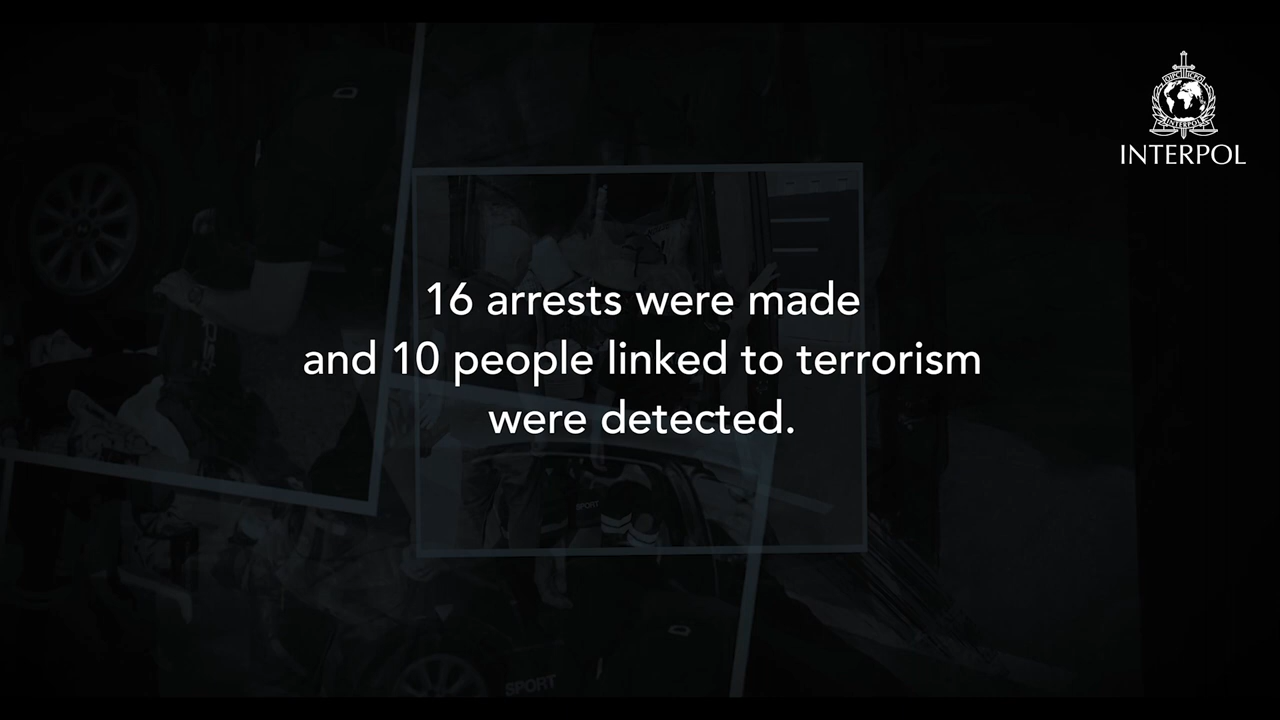 INTERPOL
16 arrests were made
and 10 people linked to terrorism
were detected.
SPORT
SPORT